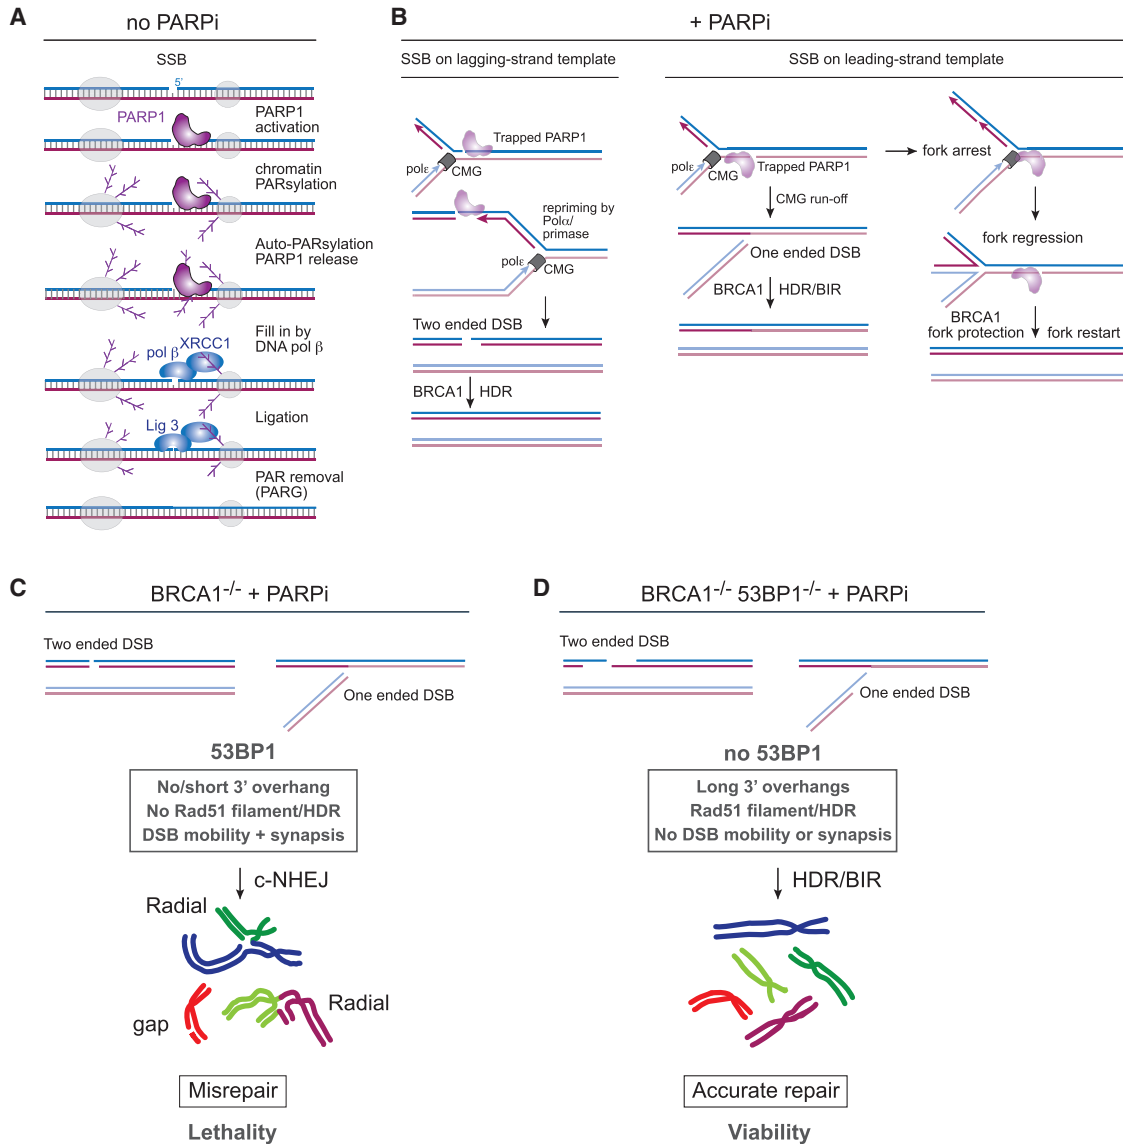 A
no PARPi
SSB
5'
PARP1
PARP1
activation
chromatin
PARsylation
Auto-PARsylation
PARP1 release
Fill in by
DNA pol β
pol β
XRCC1
Lig 3
Ligation
PAR removal
(PARG)
B
+ PARPi
SSB on lagging-strand template
SSB on leading-strand template
Trapped PARP1
polε
CMG
repriming by
Polα/
primase
polε
CMG
Two ended DSB
BRCA1
HDR
polε
CMG
Trapped PARP1
CMG run-off
One ended DSB
BRCA1
HDR/BIR
fork arrest
fork regression
BRCA1
fork protection
fork restart
C
BRCA1-/- + PARPi
Two ended DSB
One ended DSB
53BP1
No/short 3' overhang
No Rad51 filament/HDR
DSB mobility + synapsis
c-NHEJ
Radial
Radial
gap
Misrepair
Lethality
D
BRCA1-/- 53BP1-/- + PARPi
Two ended DSB
One ended DSB
no 53BP1
Long 3' overhangs
Rad51 filament/HDR
No DSB mobility or synapsis
HDR/BIR
Accurate repair
Viability